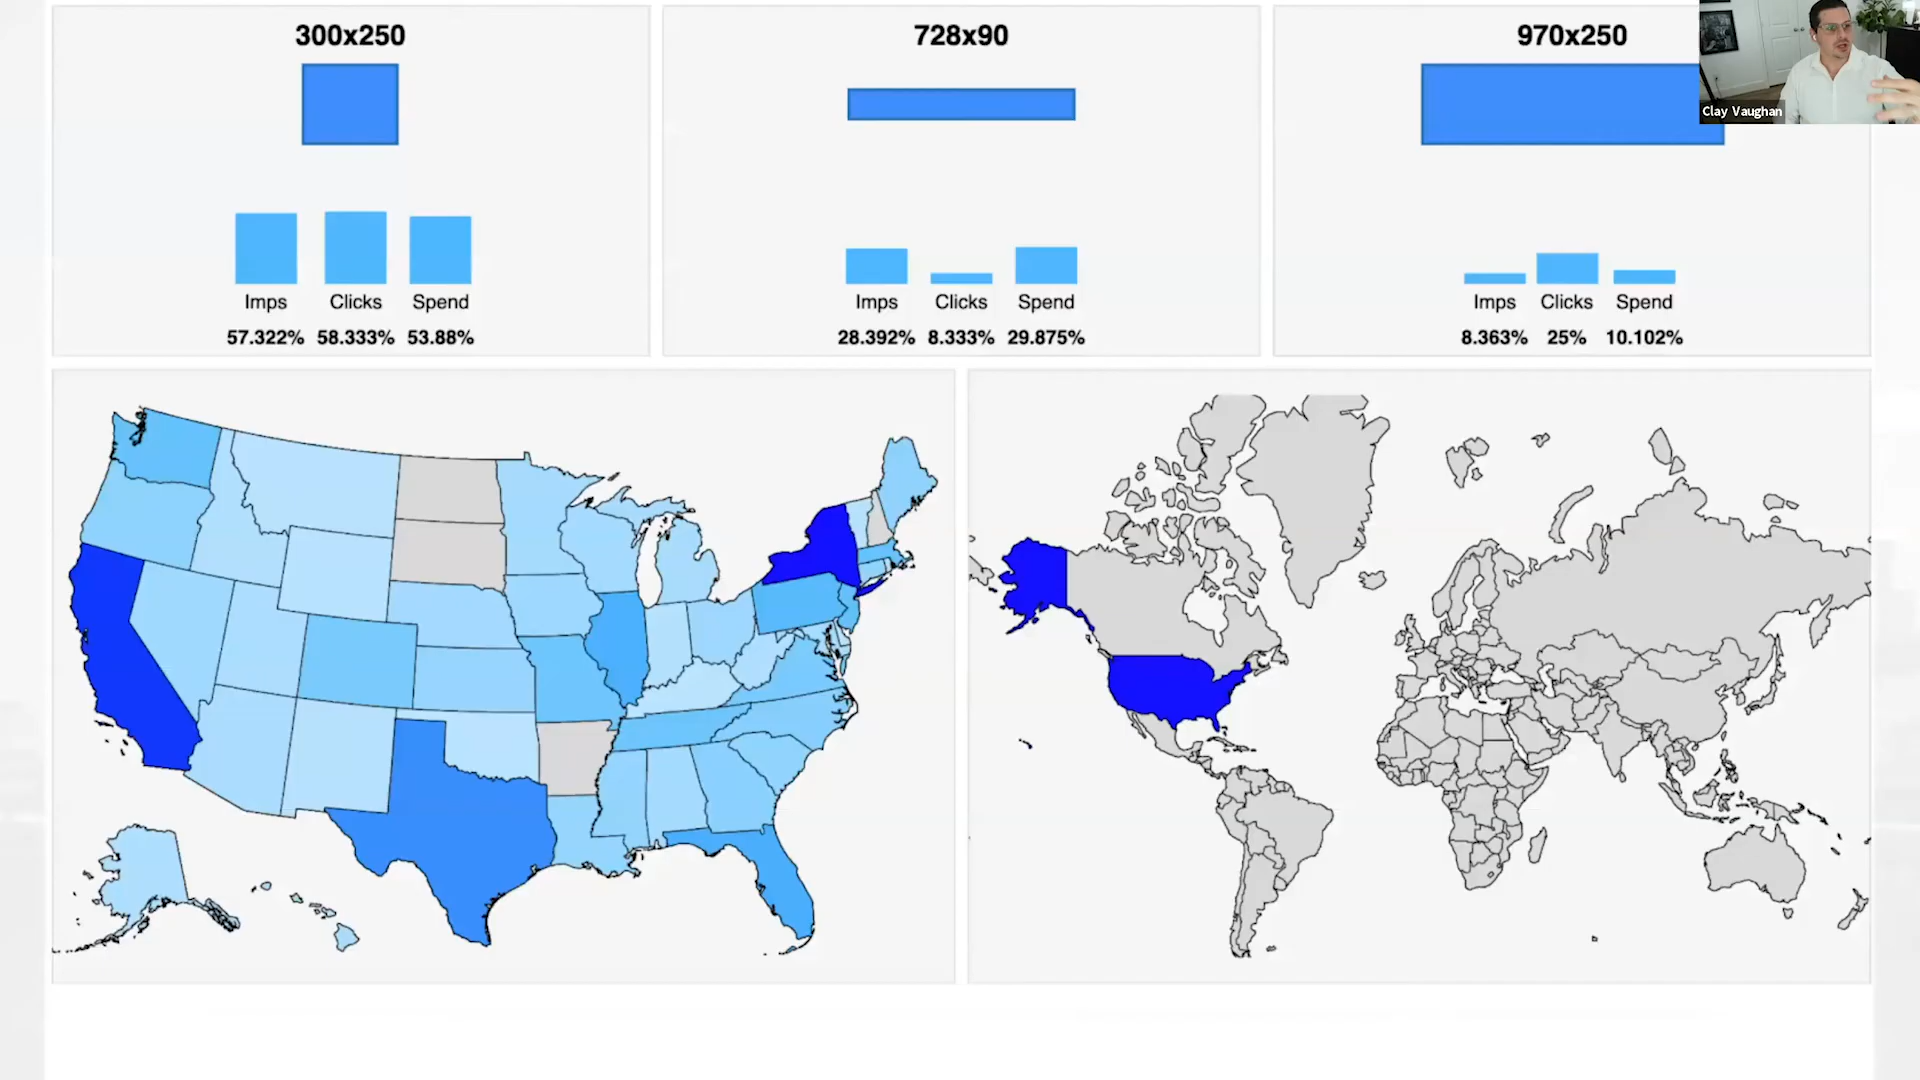 300x250
Imps Clicks Spend
57.322% 58.333% 53.88%
728x90
Imps Clicks Spend
28.392% 8.333% 29.875%
970x250
Imps Clicks Spend
8.363% 25% 10.102%
Clay Vaughan